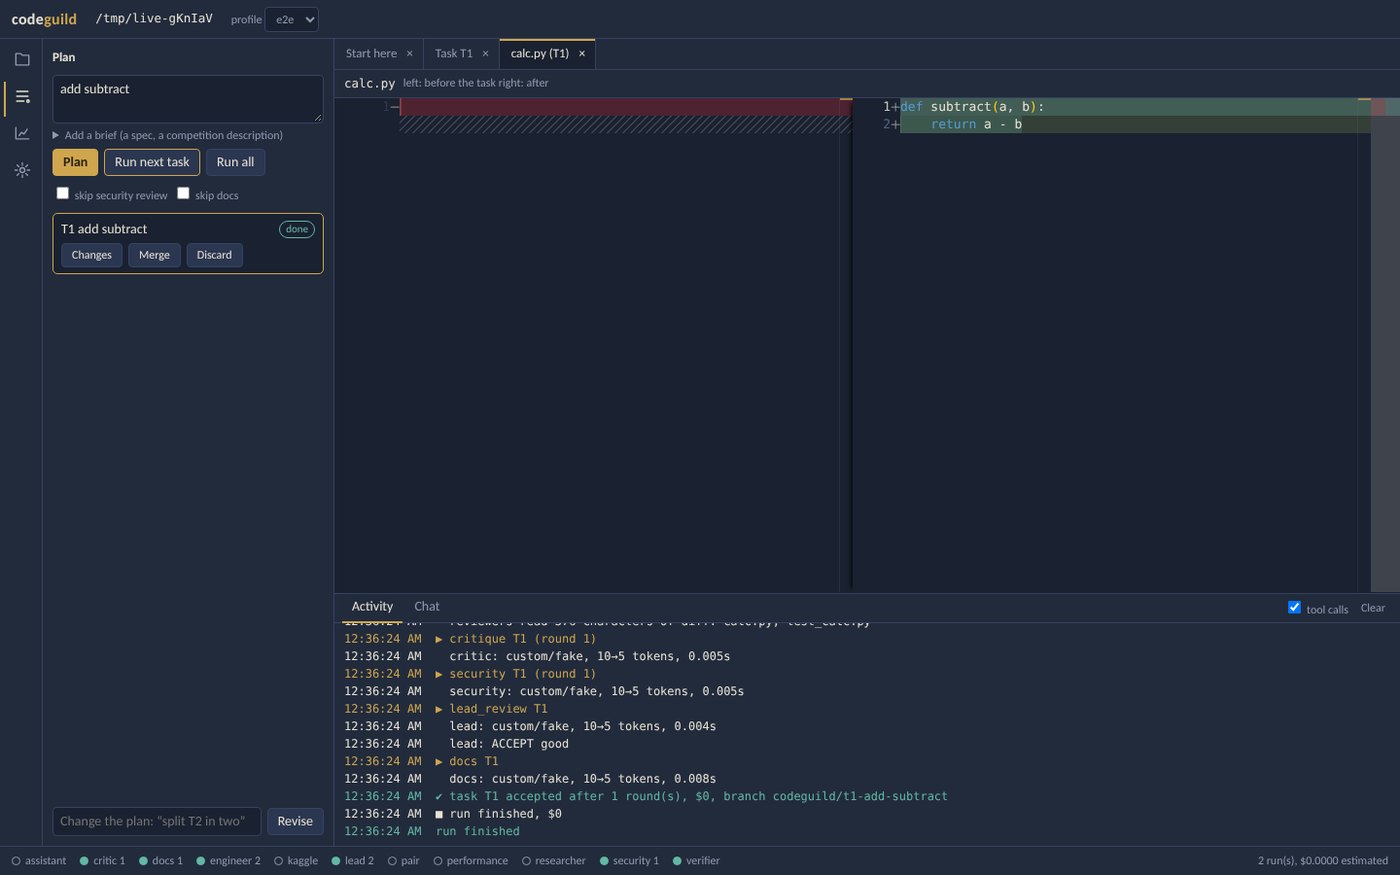 codeguild /tmp/live-gKnIaV profile e2e
Plan
add subtract
Add a brief (a spec, a competition description)
Plan Run next task Run all
skip security review skip docs
T1 add subtract done
Changes Merge Discard
Change the plan: “split T2 in two” Revise
Start here × Task T1 × calc.py (T1) ×
calc.py left: before the task right: after
1−
1+def subtract(a, b):
2+ return a - b
Activity Chat tool calls Clear
12:36:24 AM ▶ critique T1 (round 1)
12:36:24 AM critic: custom/fake, 10→5 tokens, 0.005s
12:36:24 AM ▶ security T1 (round 1)
12:36:24 AM security: custom/fake, 10→5 tokens, 0.005s
12:36:24 AM ▶ lead_review T1
12:36:24 AM lead: custom/fake, 10→5 tokens, 0.004s
12:36:24 AM lead: ACCEPT good
12:36:24 AM ▶ docs T1
12:36:24 AM docs: custom/fake, 10→5 tokens, 0.008s
12:36:24 AM ✔ task T1 accepted after 1 round(s), $0, branch codeguild/t1-add-subtract
12:36:24 AM ■ run finished, $0
12:36:24 AM run finished
assistant critic 1 docs 1 engineer 2 kaggle lead 2 pair performance researcher security 1 verifier 2 run(s), $0.0000 estimated